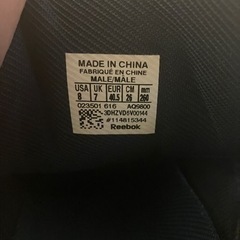 MADE IN CHINA
FABRIQUÉ EN CHINE
MALE/MÂLE
USA UK EUR CM mm
8 7 40.5 26 260
023501 616 AQ9800
3DHZVD5V00144
#114815344
Reebok